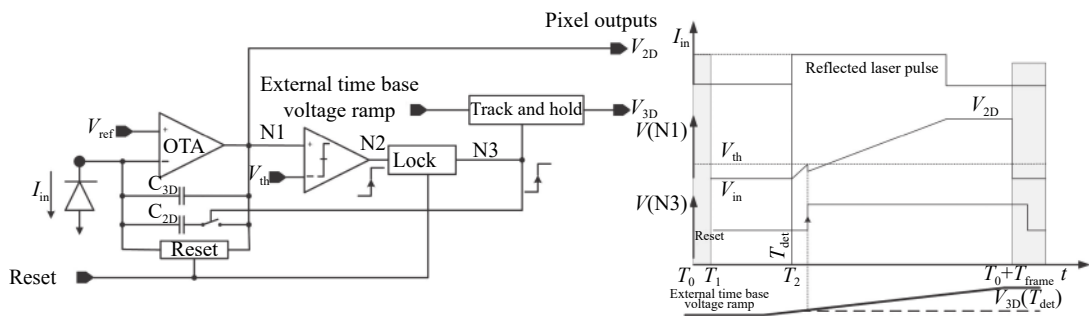 Pixel outputs
V2D
External time base
voltage ramp
Track and hold
V3D
Vref
+
OTA
−
N1
+
Vth
−
N2
Lock
N3
Iin
C3D
C2D
Reset
Reset
Iin
Reflected laser pulse
V(N1)
V2D
Vth
Vin
V(N3)
Reset
Tdet
T0 T1 T2 T0+Tframe t
External time base
voltage ramp
V3D(Tdet)